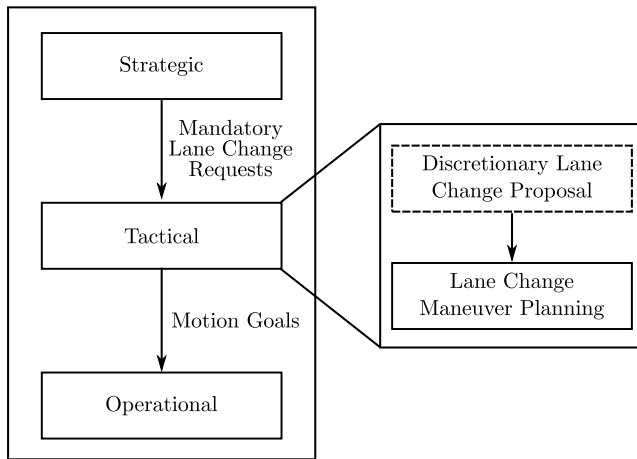 Strategic
Mandatory
Lane Change
Requests
Tactical
Motion Goals
Operational
Discretionary Lane
Change Proposal
Lane Change
Maneuver Planning